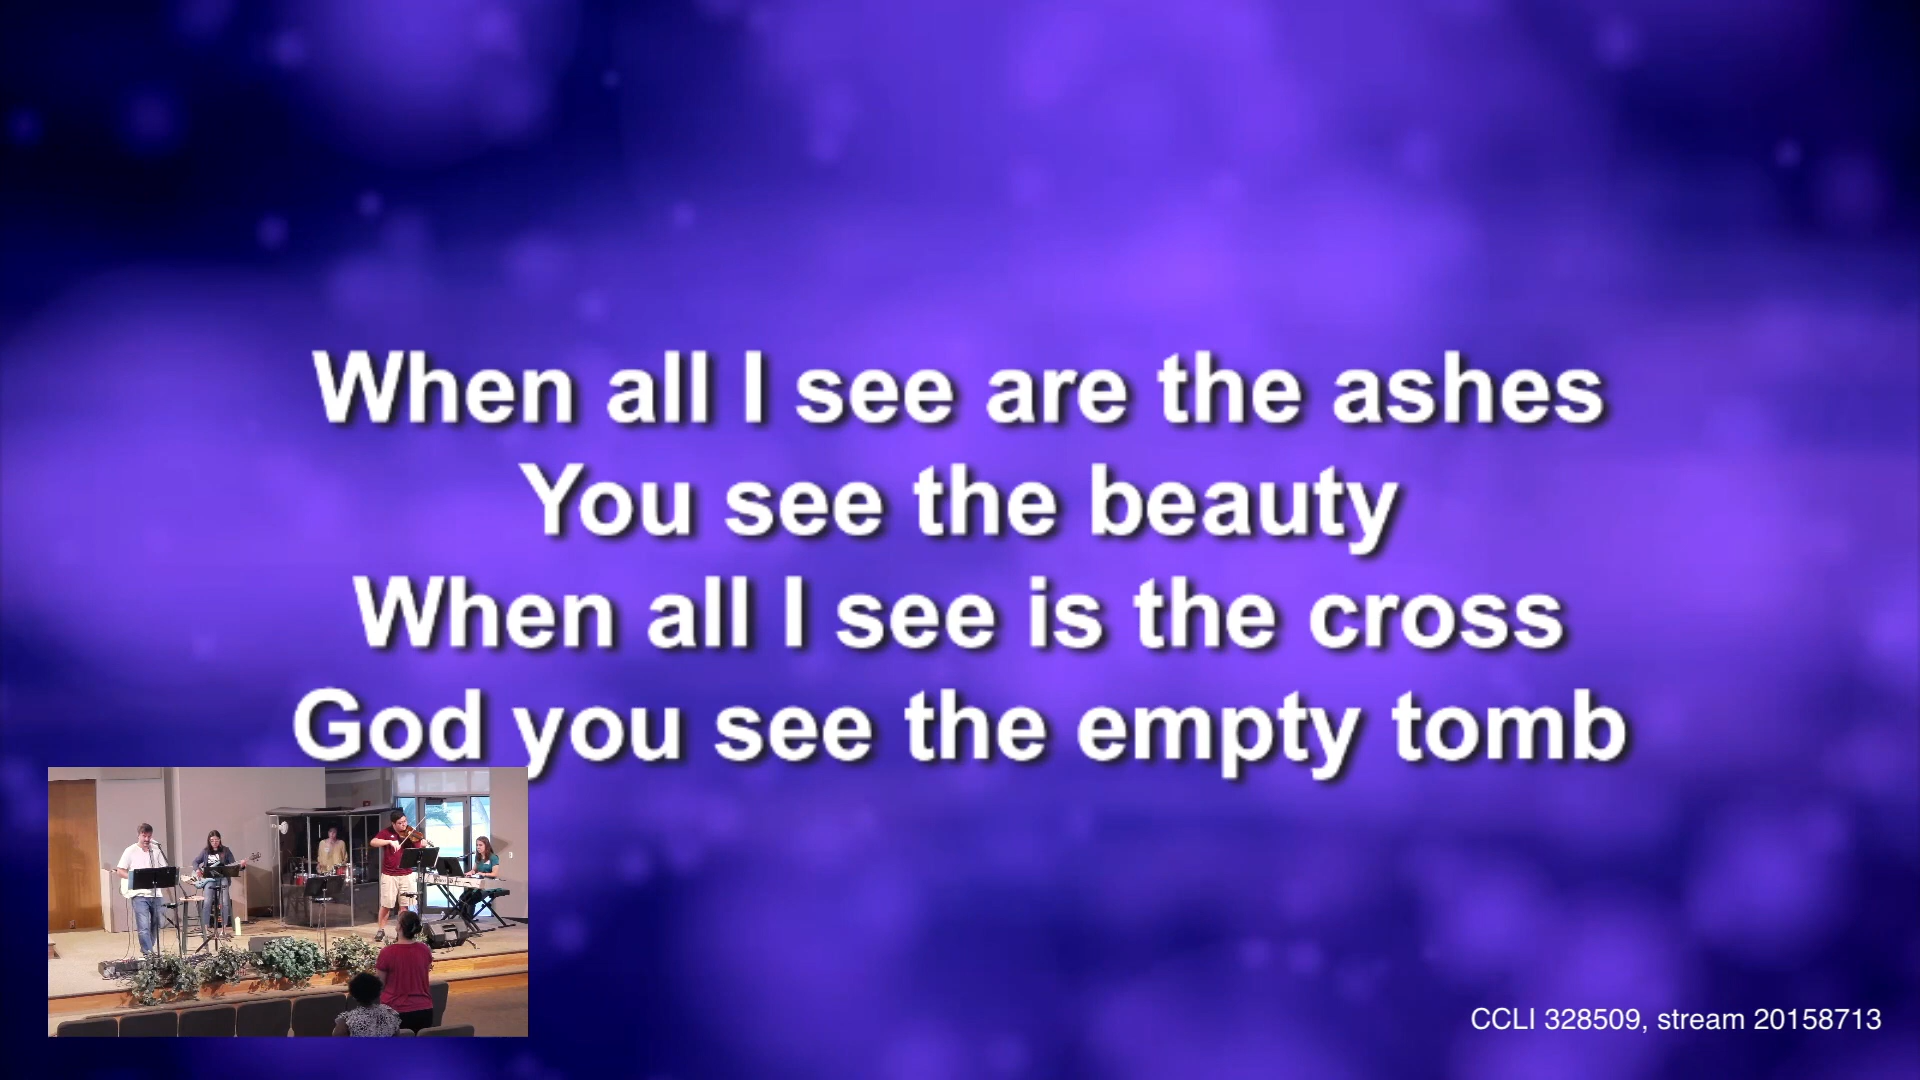 When all I see are the ashes
You see the beauty
When all I see is the cross
God you see the empty tomb
CCLI 328509, stream 20158713